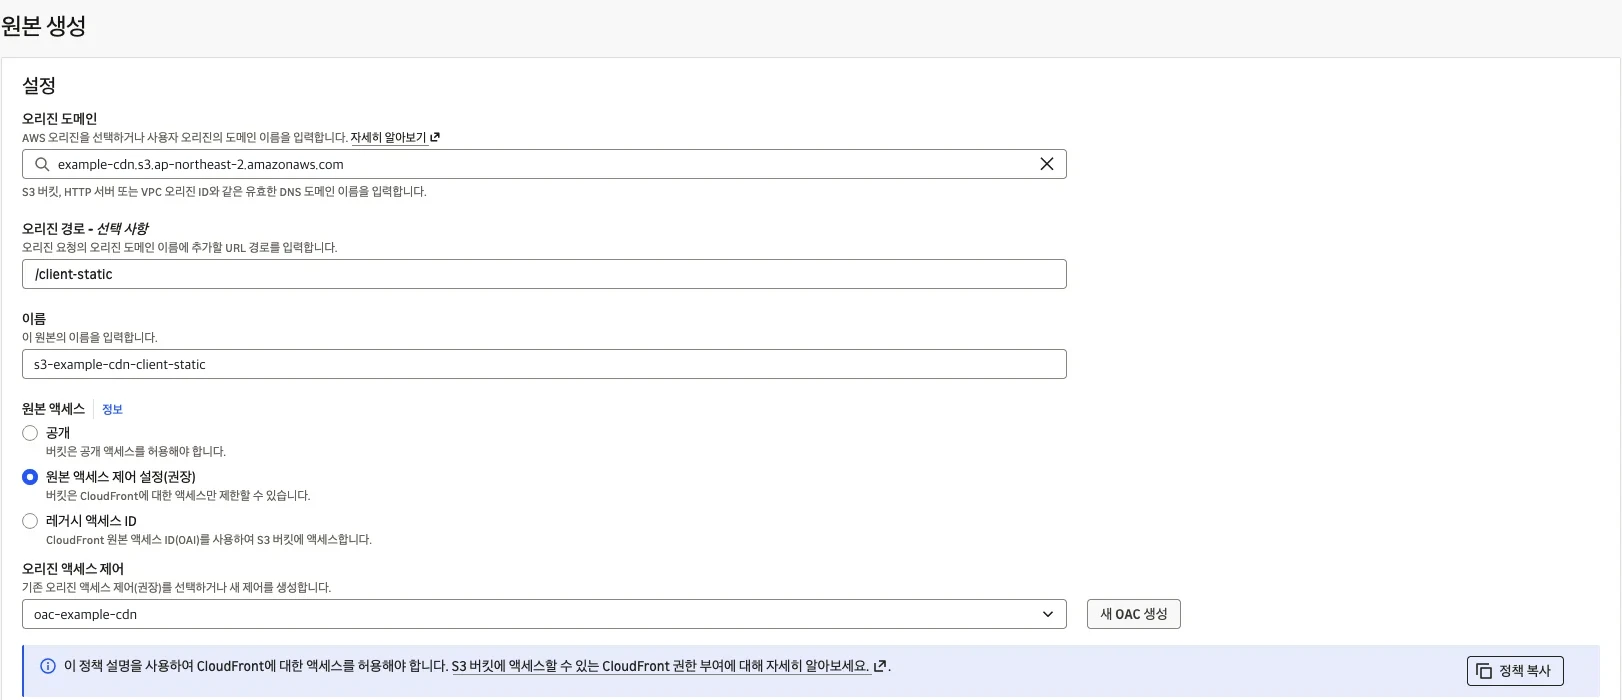 원본 생성
설정
오리진 도메인
AWS 오리진을 선택하거나 사용자 오리진의 도메인 이름을 입력합니다. 자세히 알아보기
example-cdn.s3.ap-northeast-2.amazonaws.com
S3 버킷, HTTP 서버 또는 VPC 오리진 ID와 같은 유효한 DNS 도메인 이름을 입력합니다.
오리진 경로 - 선택 사항
오리진 요청의 오리진 도메인 이름에 추가할 URL 경로를 입력합니다.
/client-static
이름
이 원본의 이름을 입력합니다.
s3-example-cdn-client-static
원본 액세스 정보
공개
버킷은 공개 액세스를 허용해야 합니다.
원본 액세스 제어 설정(권장)
버킷은 CloudFront에 대한 액세스만 제한할 수 있습니다.
레거시 액세스 ID
CloudFront 원본 액세스 ID(OAI)를 사용하여 S3 버킷에 액세스합니다.
오리진 액세스 제어
기존 오리진 액세스 제어(권장)를 선택하거나 새 제어를 생성합니다.
oac-example-cdn 새 OAC 생성
이 정책 설명을 사용하여 CloudFront에 대한 액세스를 허용해야 합니다. S3 버킷에 액세스할 수 있는 CloudFront 권한 부여에 대해 자세히 알아보세요. . 정책 복사